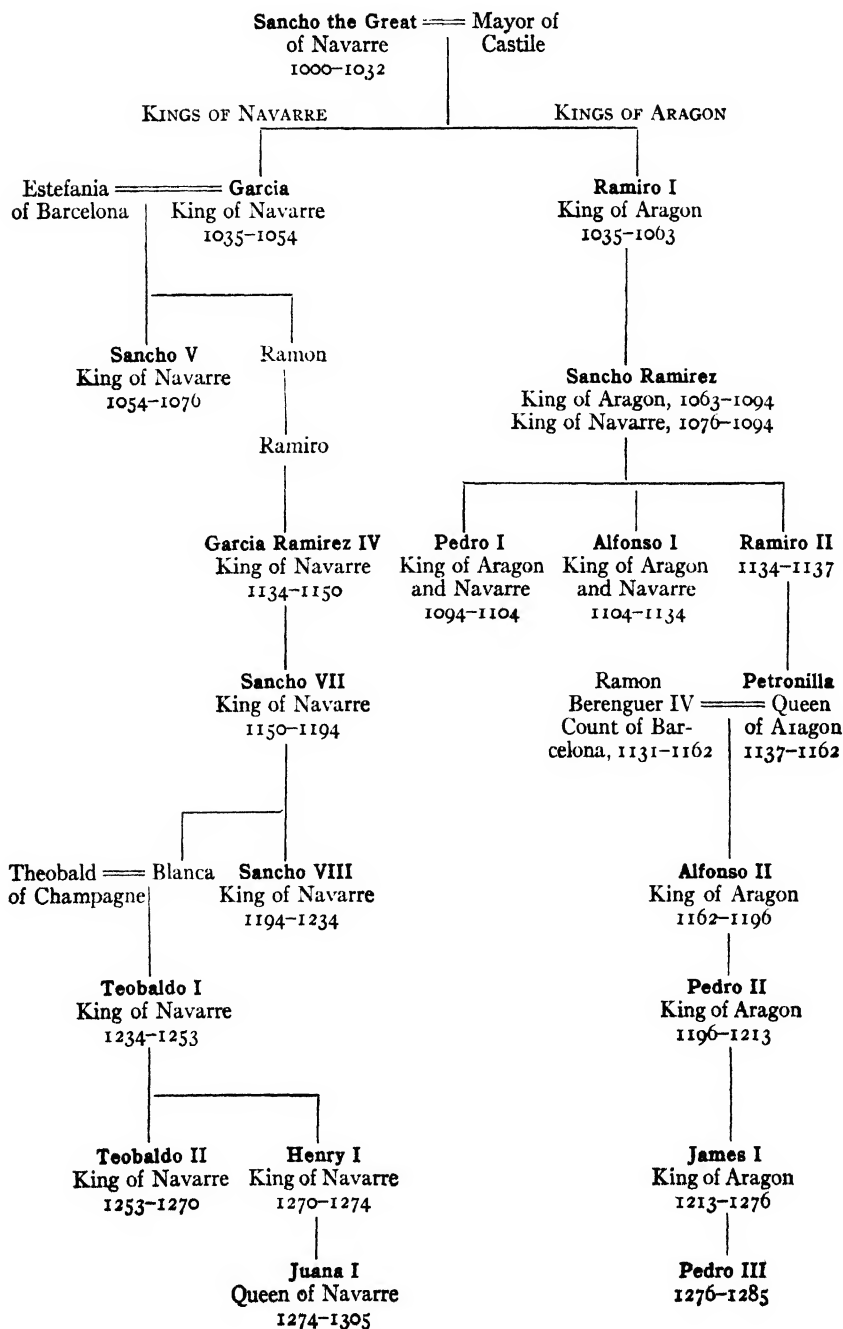 Sancho the Great Mayor of
of Navarre Castile
1000–1032
KINGS OF NAVARRE KINGS OF ARAGON
Estefania Garcia
of Barcelona King of Navarre
1035–1054
Ramiro I
King of Aragon
1035–1063
Sancho V
King of Navarre
1054–1076
Ramon
Ramiro
Sancho Ramirez
King of Aragon, 1063–1094
King of Navarre, 1076–1094
Garcia Ramirez IV
King of Navarre
1134–1150
Pedro I
King of Aragon
and Navarre
1094–1104
Alfonso I
King of Aragon
and Navarre
1104–1134
Ramiro II
1134–1137
Sancho VII
King of Navarre
1150–1194
Ramon
Berenguer IV
Count of Bar-
celona, 1131–1162
Petronilla
Queen
of Aragon
1137–1162
Theobald
of Champagne
Blanca
Sancho VIII
King of Navarre
1194–1234
Alfonso II
King of Aragon
1162–1196
Teobaldo I
King of Navarre
1234–1253
Pedro II
King of Aragon
1196–1213
Teobaldo II
King of Navarre
1253–1270
Henry I
King of Navarre
1270–1274
James I
King of Aragon
1213–1276
Juana I
Queen of Navarre
1274–1305
Pedro III
1276–1285